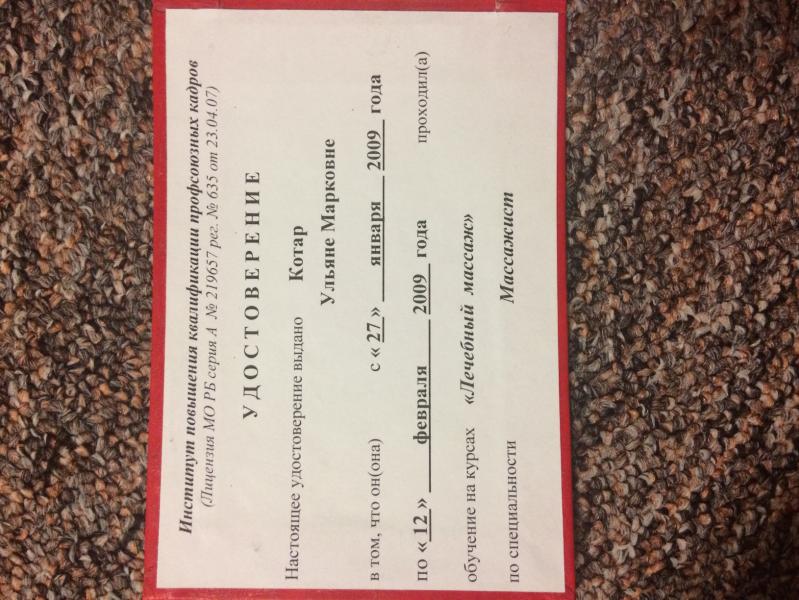 Институт повышения квалификации профсоюзных кадров
(Лицензия МО РБ серия А № 219657 рег. № 635 от 23.04.07)
УДОСТОВЕРЕНИЕ
Настоящее удостоверение выдано Котар
Ульяне Марковне
в том, что он(она) с «27» января 2009 года
по «12» февраля 2009 года проходил(а)
обучение на курсах «Лечебный массаж»
по специальности Массажист